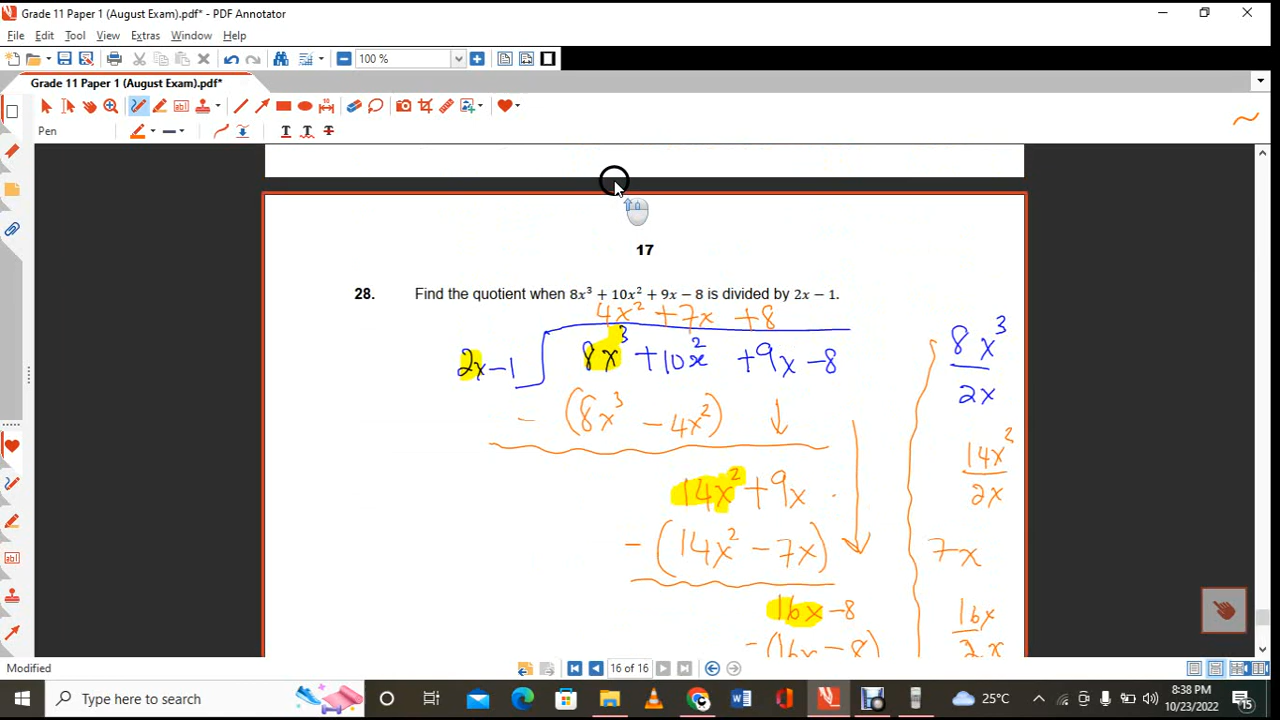 Grade 11 Paper 1 (August Exam).pdf* - PDF Annotator
File Edit Tool View Extras Window Help
100 %
Grade 11 Paper 1 (August Exam).pdf*
Pen
17
28. Find the quotient when 8x³ + 10x² + 9x − 8 is divided by 2x − 1.
4x² +7x +8
2x-1 8x³ +10x² +9x -8
- (8x³ - 4x²)
14x² +9x
- (14x² - 7x)
16x -8
- (16x - 8)
8x³
2x
14x²
2x
7x
16x
2x
Modified
16 of 16
Type here to search
25°C
8:38 PM
10/23/2022
15